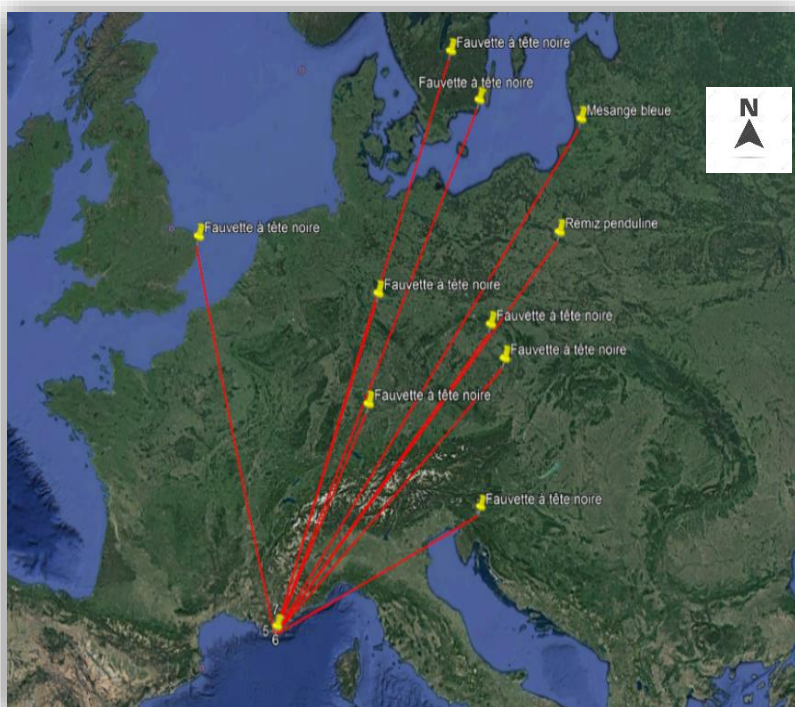 Fauvette à tête noire
Fauvette à tête noire
Mesange bleue
N
Remiz penduline
Fauvette à tête noire
Fauvette à tête noire
Fauvette à tête noire
Fauvette à tête noire
Fauvette à tête noire
Fauvette à tête noire
7
5
6